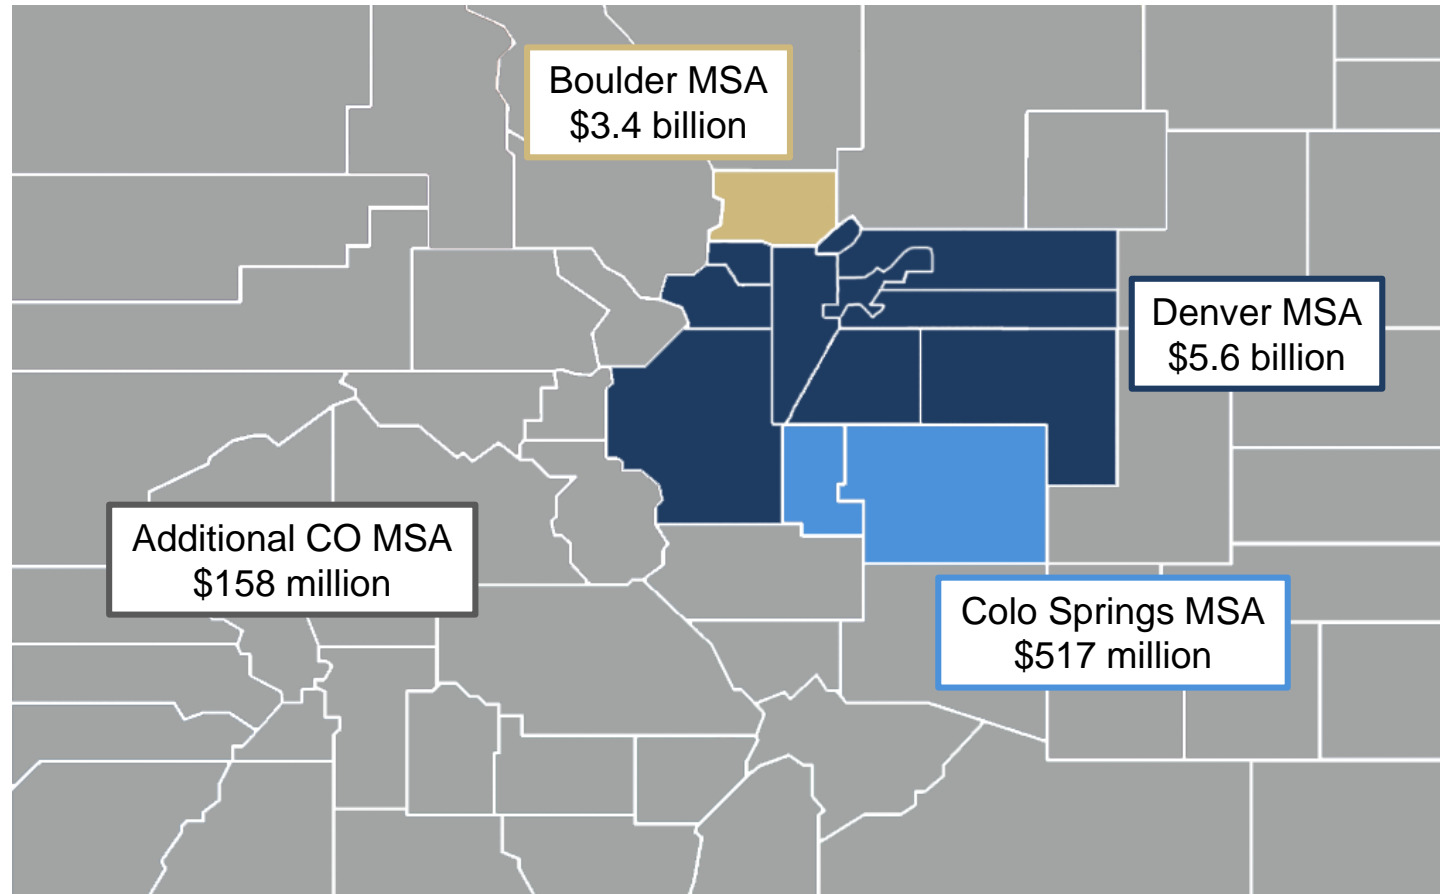 Boulder MSA
$3.4 billion
Denver MSA
$5.6 billion
Additional CO MSA
$158 million
Colo Springs MSA
$517 million